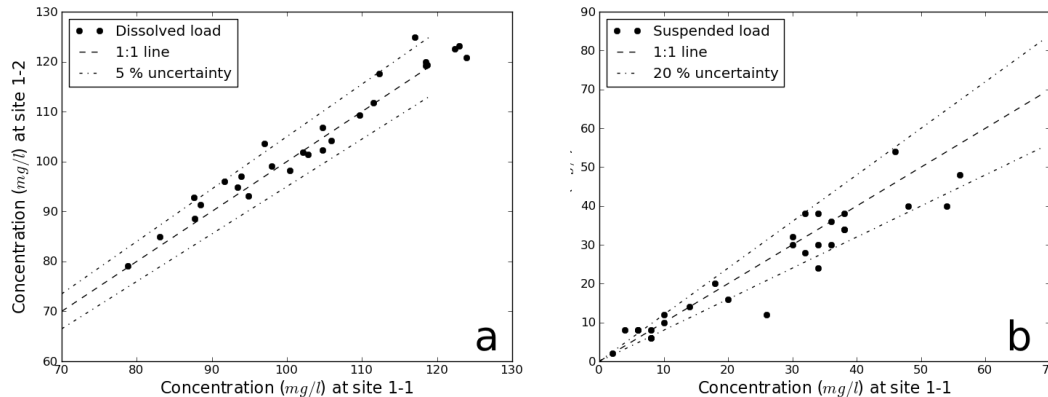 130
120
110
100
90
80
70
60
70
80
90
100
110
120
130
Concentration (mg/l) at site 1-2
Concentration (mg/l) at site 1-1
Dissolved load
1:1 line
5 % uncertainty
a
90
80
70
60
50
40
30
20
10
0
0
10
20
30
40
50
60
Concentration (mg/l) at site 1-1
Suspended load
1:1 line
20 % uncertainty
b